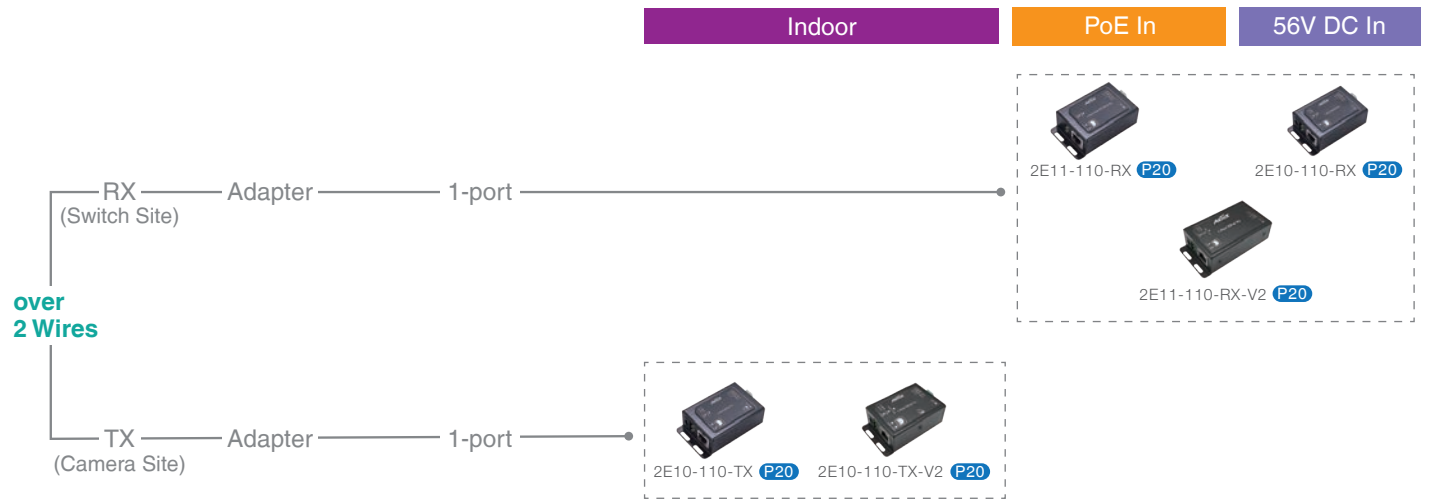 Indoor
PoE In
56V DC In
2E11-110-RX P20
2E10-110-RX P20
RX
Adapter
1-port
(Switch Site)
2E11-110-RX-V2 P20
over
2 Wires
TX
Adapter
1-port
(Camera Site)
2E10-110-TX P20
2E10-110-TX-V2 P20